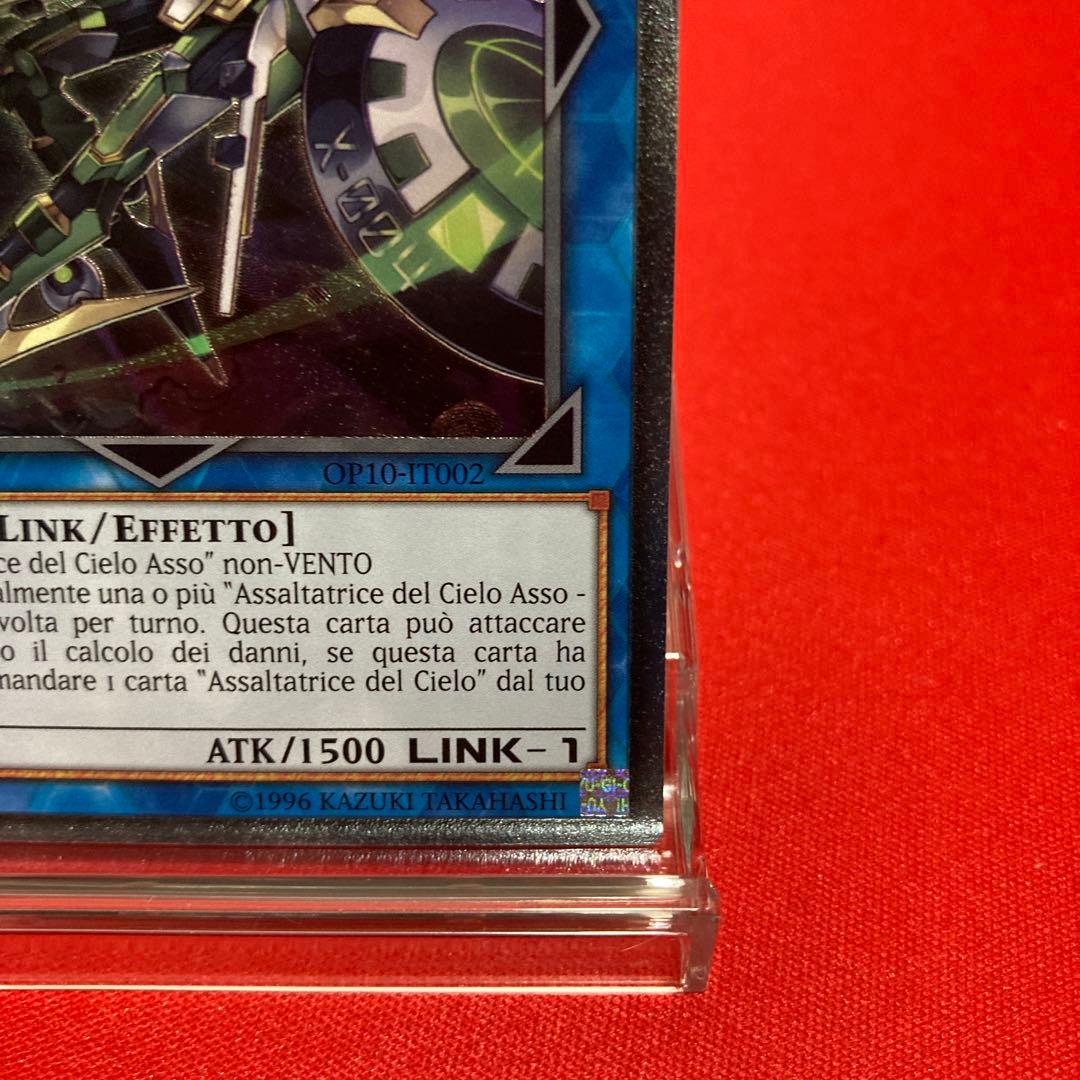 X-004
OP10-IT002
LINK/EFFETTO]
ce del Cielo Asso" non-VENTO
almente una o più "Assaltatrice del Cielo Asso -
volta per turno. Questa carta può attaccare
o il calcolo dei danni, se questa carta ha
mandare 1 carta "Assaltatrice del Cielo" dal tuo
ATK/1500 LINK-1
©1996 KAZUKI TAKAHASHI